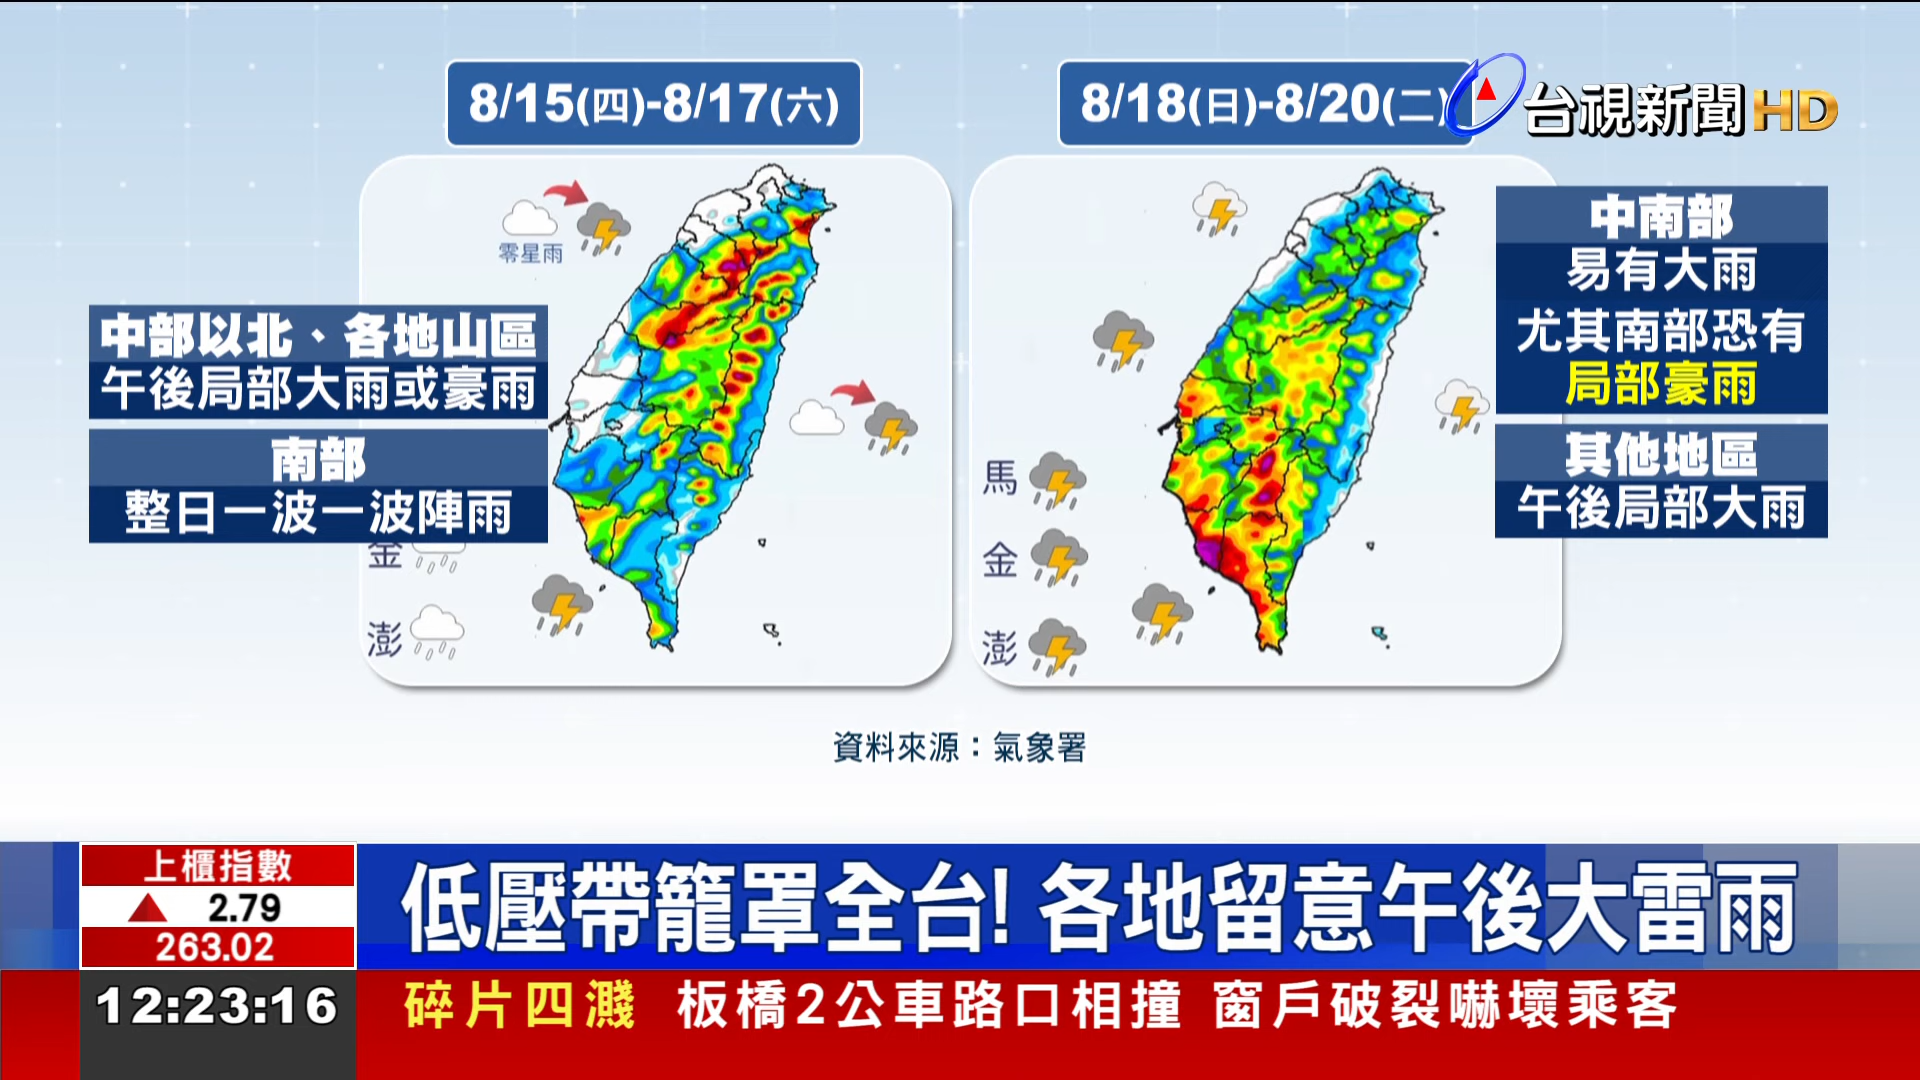 8/15(四)-8/17(六)
8/18(日)-8/20(二)
台視新聞HD
零星雨
中部以北、各地山區
午後局部大雨或豪雨
南部
整日一波一波陣雨
金
澎
馬
金
澎
中南部
易有大雨
尤其南部恐有
局部豪雨
其他地區
午後局部大雨
資料來源：氣象署
上櫃指數
▲ 2.79
263.02
低壓帶籠罩全台! 各地留意午後大雷雨
12:23:16
碎片四濺 板橋2公車路口相撞 窗戶破裂嚇壞乘客